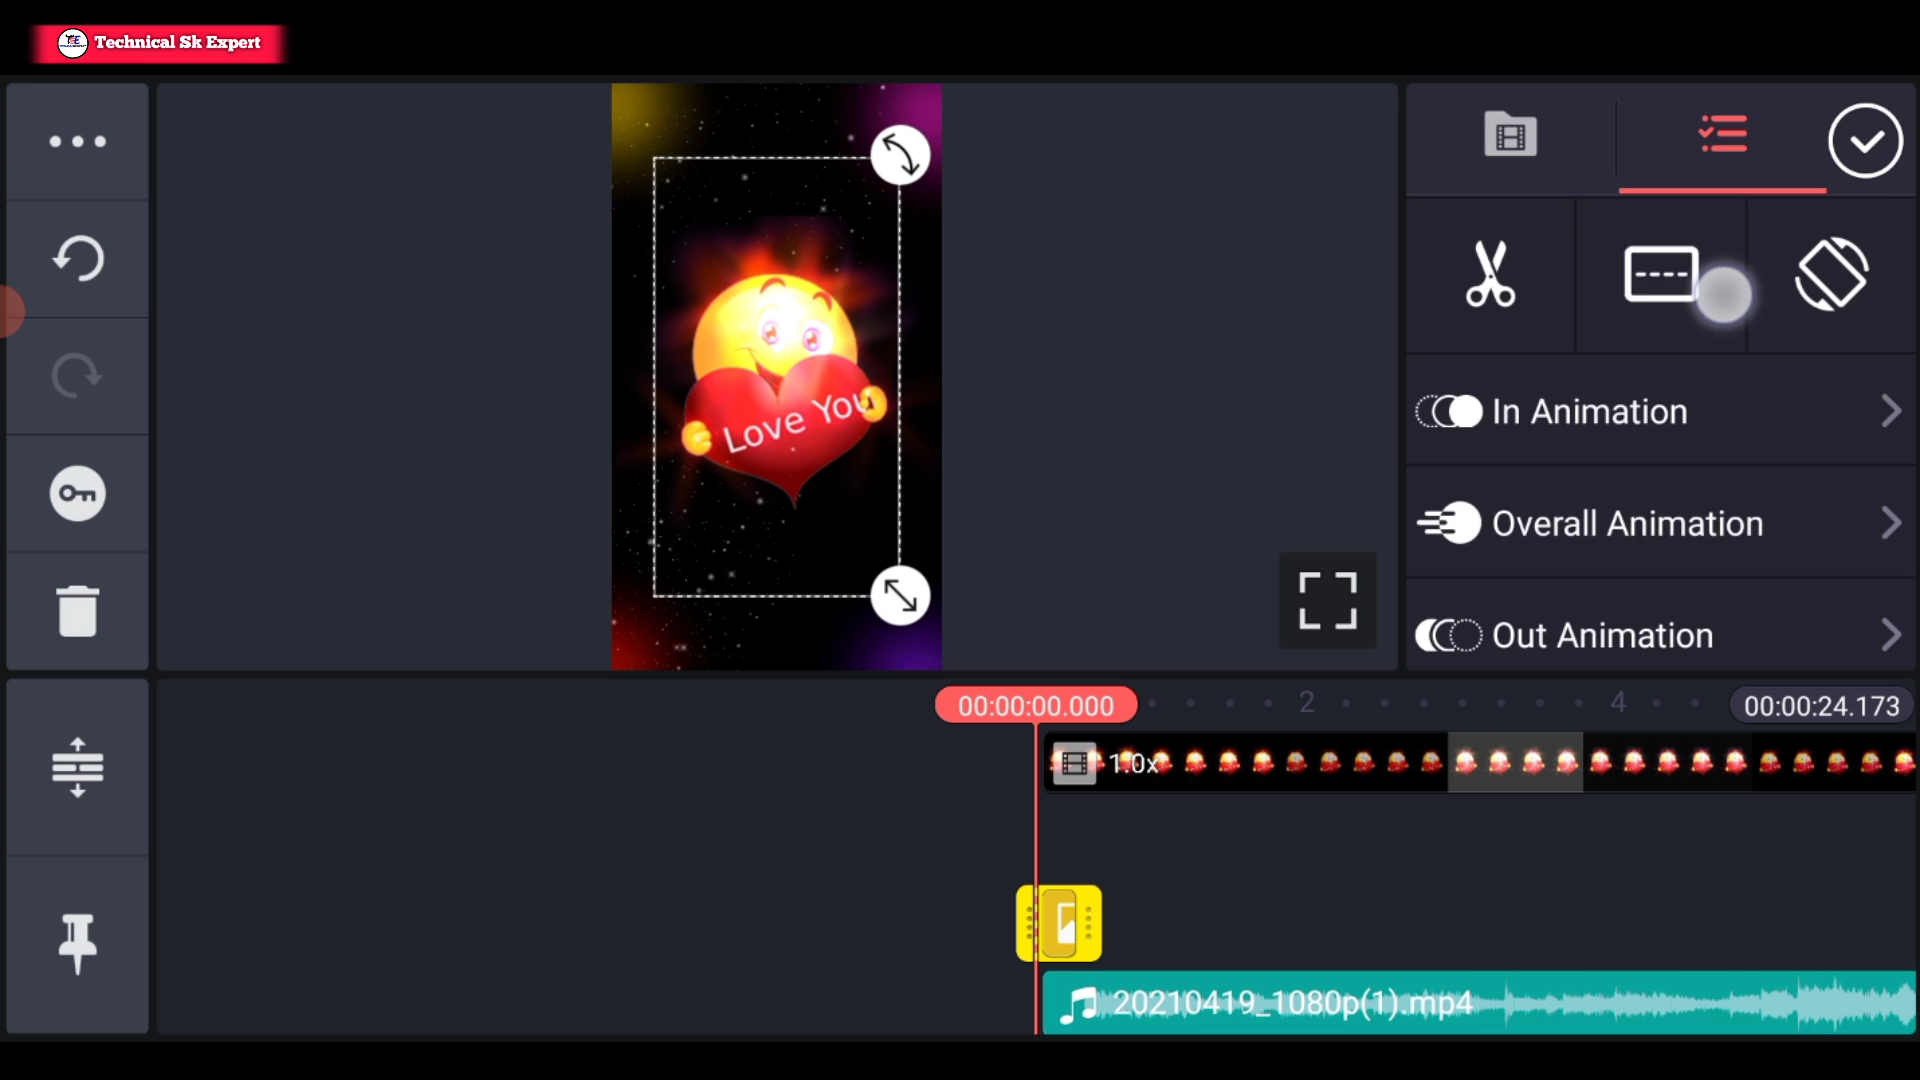 Technical Sk Expert
Love You
In Animation
Overall Animation
Out Animation
00:00:00.000
2
4
00:00:24.173
1.0x
20210419_1080p(1).mp4